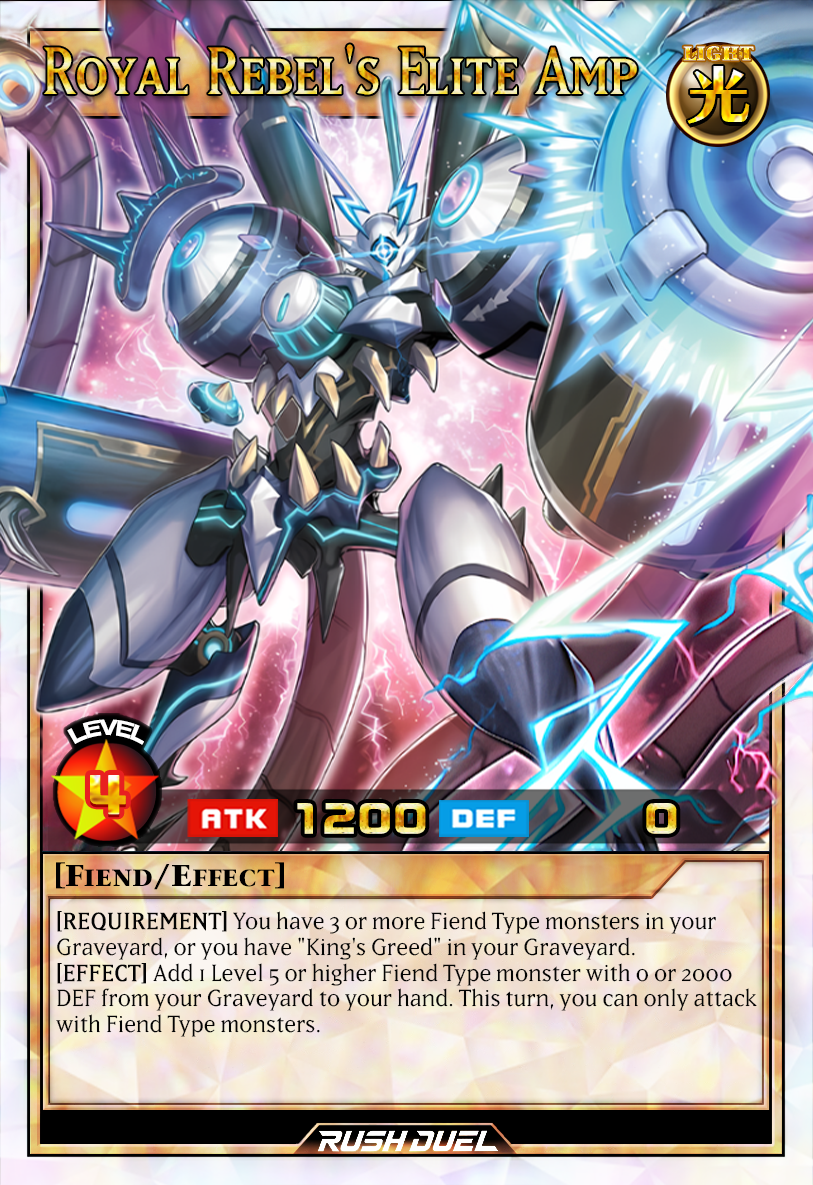 Royal Rebel's Elite Amp
LIGHT
光
LEVEL
4
ATK 1200 DEF 0
[Fiend/Effect]
[REQUIREMENT] You have 3 or more Fiend Type monsters in your
Graveyard, or you have "King's Greed" in your Graveyard.
[EFFECT] Add 1 Level 5 or higher Fiend Type monster with 0 or 2000
DEF from your Graveyard to your hand. This turn, you can only attack
with Fiend Type monsters.
RUSH DUEL